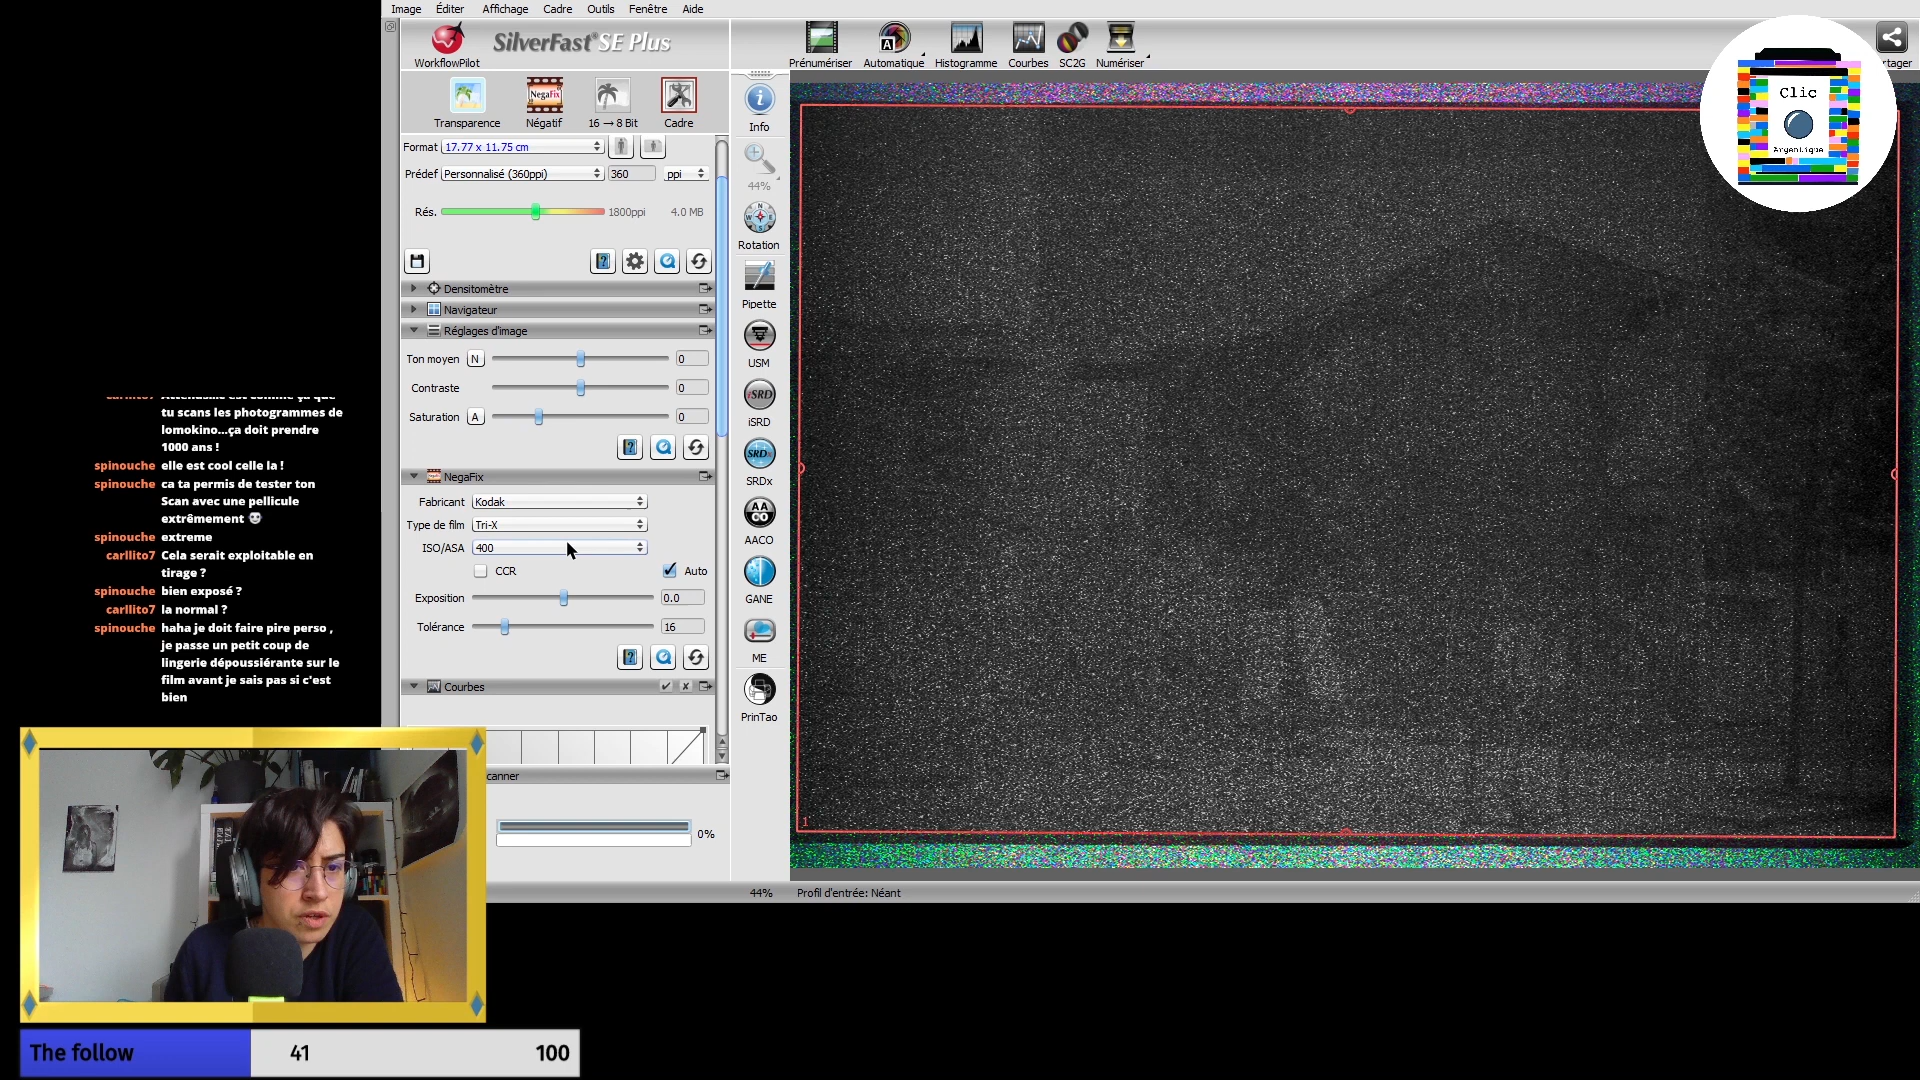 Image Éditer Affichage Cadre Outils Fenêtre Aide
WorkflowPilot
SilverFast® SE Plus
Prénumériser Automatique Histogramme Courbes SC2G Numériser
Transparence Négatif 16 → 8 Bit Cadre
NegaFix
Format 17.77 x 11.75 cm
Prédef Personnalisé (360ppi) 360 ppi
Rés. 1800ppi 4.0 MB
Densitomètre
Navigateur
Réglages d'image
Ton moyen N 0
Contraste 0
Saturation A 0
NegaFix
Fabricant Kodak
Type de film Tri-X
ISO/ASA 400
CCR Auto
Exposition 0.0
Tolérance 16
Courbes
0%
Info
44%
Rotation
Pipette
USM
iSRD
iSRD
SRDx
SRDx
AA
CO
AACO
GANE
ME
PrinTao
1
44% Profil d'entrée: Néant
Clic
Argentique
tu scans les photogrammes de
lomokino...ça doit prendre
1000 ans !
spinouche elle est cool celle la !
spinouche ca ta permis de tester ton
Scan avec une pellicule
extrêmement
spinouche extreme
carllito7 Cela serait exploitable en
tirage ?
spinouche bien exposé ?
carllito7 la normal ?
spinouche haha je doit faire pire perso ,
je passe un petit coup de
lingerie dépoussiérante sur le
film avant je sais pas si c'est
bien
The follow 41 100